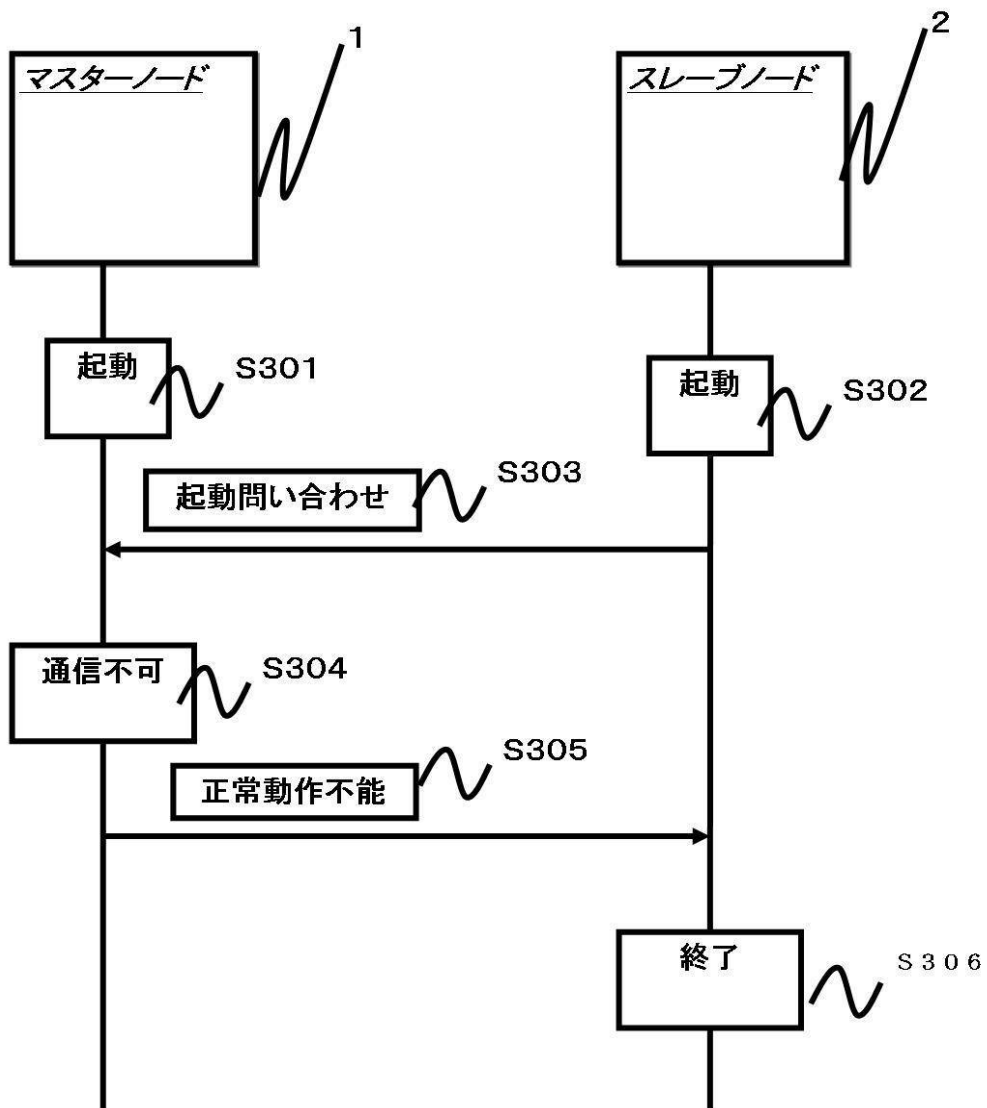 1
2
マスターノード
スレーブノード
起動
S301
起動
S302
起動問い合わせ
S303
通信不可
S304
正常動作不能
S305
終了
S306